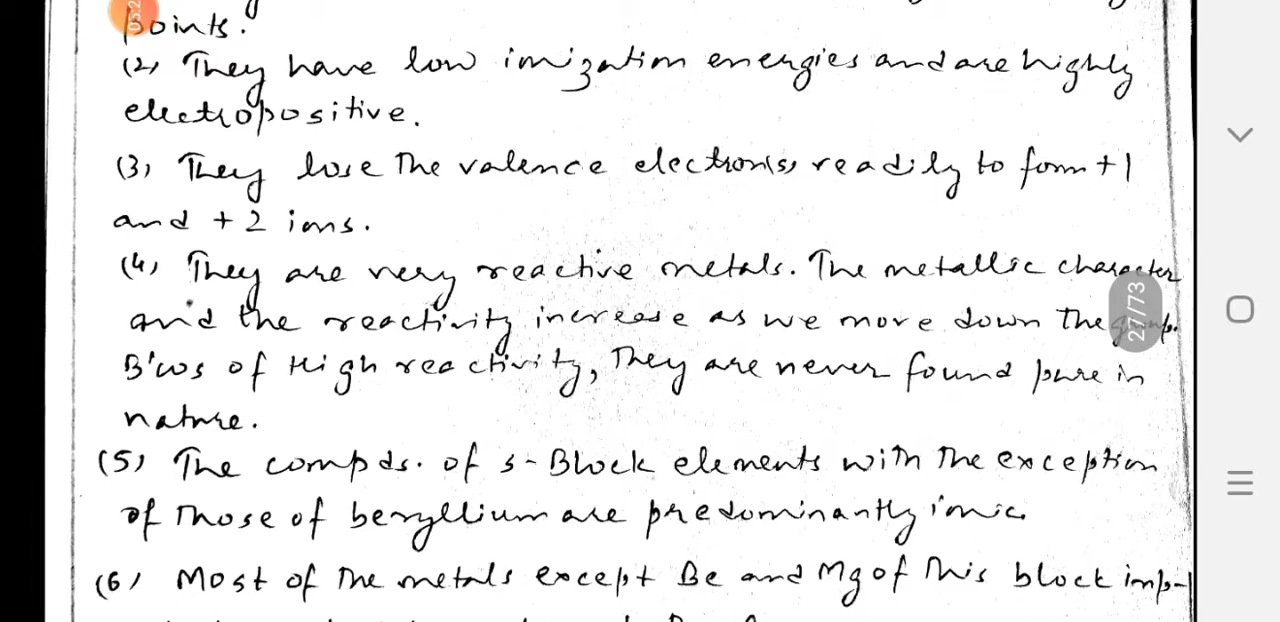 points.
(2) They have low ionization energies and are highly
electropositive.
(3) They lose the valence electron(s) readily to form +1
and +2 ions.
(4) They are very reactive metals. The metallic character
and the reactivity increase as we move down the group.
B'cos of High reactivity, They are never found pure in
nature.
(5) The compds. of s-Block elements with the exception
of those of beryllium are predominantly ionic.
(6) Most of the metals except Be and Mg of this block imp-
27/73